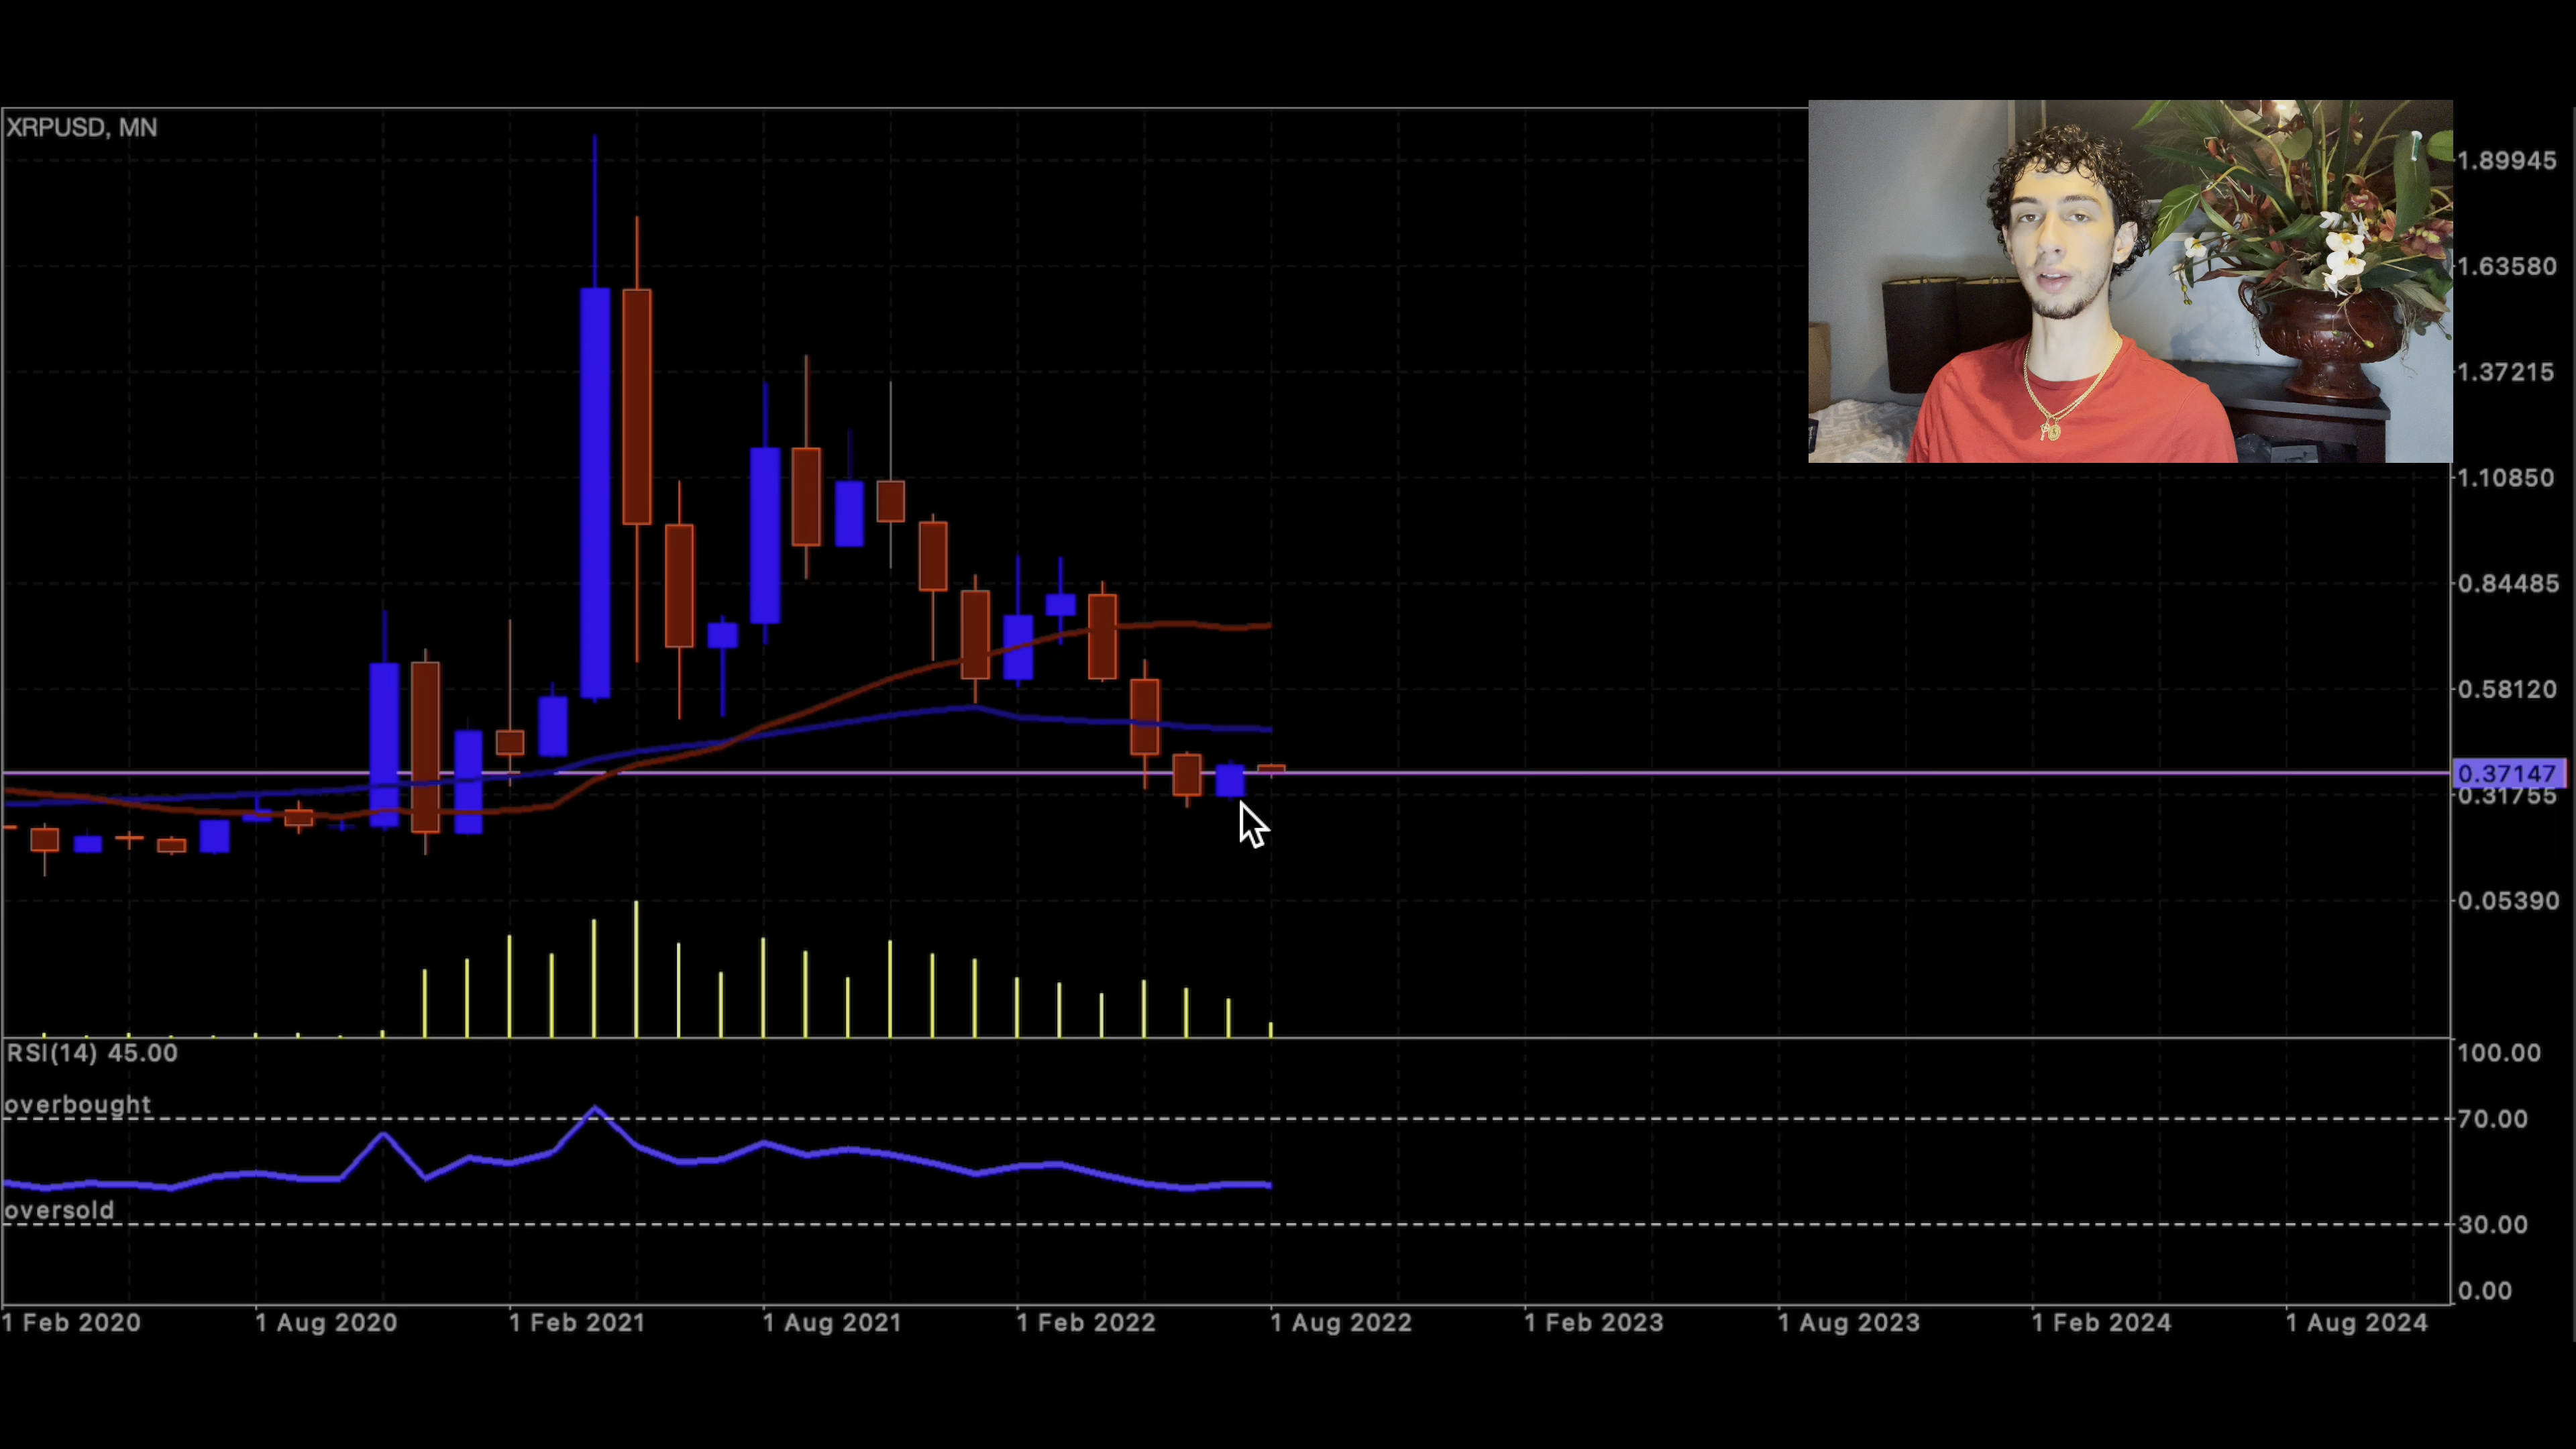 XRPUSD, MN
1.89945
1.63580
1.37215
1.10850
0.84485
0.58120
0.37147
0.31755
0.05390
RSI(14) 45.00
100.00
overbought
70.00
oversold
30.00
0.00
1 Feb 2020 1 Aug 2020 1 Feb 2021 1 Aug 2021 1 Feb 2022 1 Aug 2022 1 Feb 2023 1 Aug 2023 1 Feb 2024 1 Aug 2024